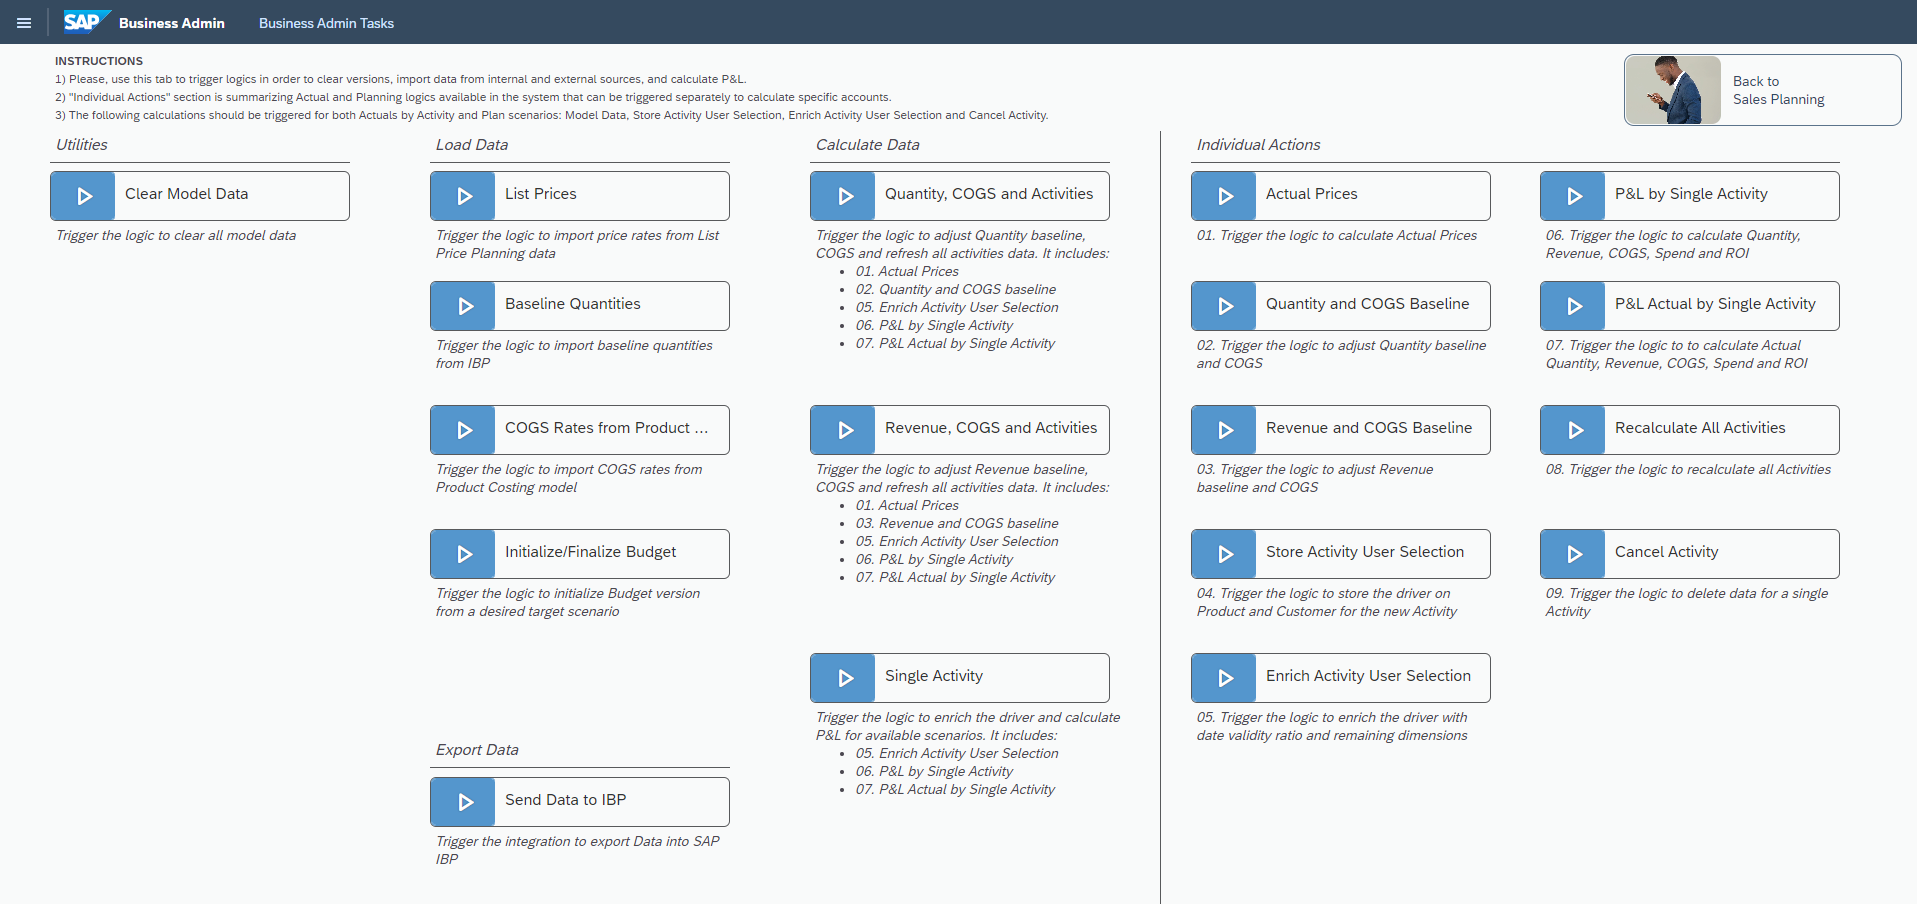 SAP Business Admin Business Admin Tasks
INSTRUCTIONS
1) Please, use this tab to trigger logics in order to clear versions, import data from internal and external sources, and calculate P&L.
2) "Individual Actions" section is summarizing Actual and Planning logics available in the system that can be triggered separately to calculate specific accounts.
3) The following calculations should be triggered for both Actuals by Activity and Plan scenarios: Model Data, Store Activity User Selection, Enrich Activity User Selection and Cancel Activity.
Back to
Sales Planning
Utilities
Clear Model Data
Trigger the logic to clear all model data
Load Data
List Prices
Trigger the logic to import price rates from List
Price Planning data
Baseline Quantities
Trigger the logic to import baseline quantities
from IBP
COGS Rates from Product ...
Trigger the logic to import COGS rates from
Product Costing model
Initialize/Finalize Budget
Trigger the logic to initialize Budget version
from a desired target scenario
Export Data
Send Data to IBP
Trigger the integration to export Data into SAP
IBP
Calculate Data
Quantity, COGS and Activities
Trigger the logic to adjust Quantity baseline,
COGS and refresh all activities data. It includes:
• 01. Actual Prices
• 02. Quantity and COGS baseline
• 05. Enrich Activity User Selection
• 06. P&L by Single Activity
• 07. P&L Actual by Single Activity
Revenue, COGS and Activities
Trigger the logic to adjust Revenue baseline,
COGS and refresh all activities data. It includes:
• 01. Actual Prices
• 03. Revenue and COGS baseline
• 05. Enrich Activity User Selection
• 06. P&L by Single Activity
• 07. P&L Actual by Single Activity
Single Activity
Trigger the logic to enrich the driver and calculate
P&L for available scenarios. It includes:
• 05. Enrich Activity User Selection
• 06. P&L by Single Activity
• 07. P&L Actual by Single Activity
Individual Actions
Actual Prices
01. Trigger the logic to calculate Actual Prices
Quantity and COGS Baseline
02. Trigger the logic to adjust Quantity baseline
and COGS
Revenue and COGS Baseline
03. Trigger the logic to adjust Revenue
baseline and COGS
Store Activity User Selection
04. Trigger the logic to store the driver on
Product and Customer for the new Activity
Enrich Activity User Selection
05. Trigger the logic to enrich the driver with
date validity ratio and remaining dimensions
P&L by Single Activity
06. Trigger the logic to calculate Quantity,
Revenue, COGS, Spend and ROI
P&L Actual by Single Activity
07. Trigger the logic to to calculate Actual
Quantity, Revenue, COGS, Spend and ROI
Recalculate All Activities
08. Trigger the logic to recalculate all Activities
Cancel Activity
09. Trigger the logic to delete data for a single
Activity